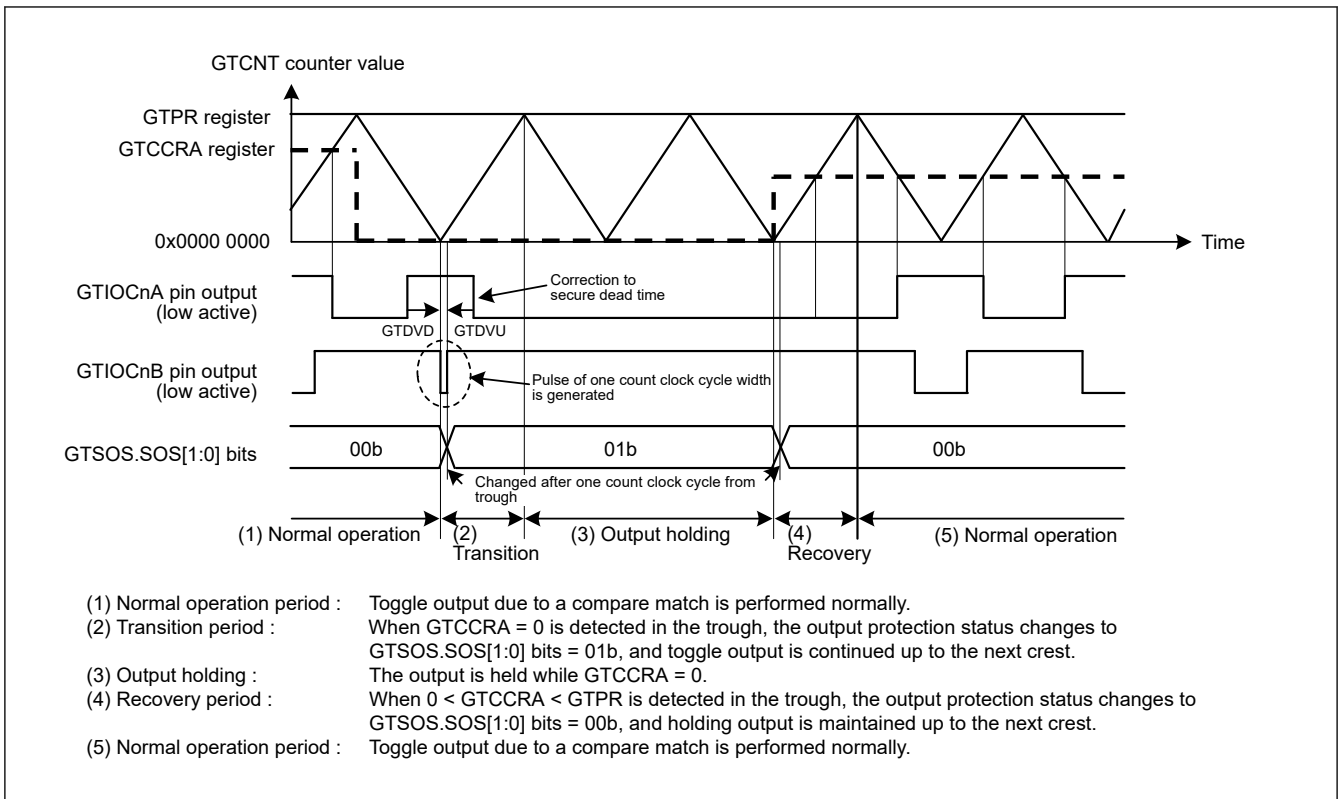 GTCNT counter value
GTPR register
GTCCRA register
0x0000 0000
Time
GTIOCnA pin output
(low active)
Correction to
secure dead time
GTDVD
GTDVU
GTIOCnB pin output
(low active)
Pulse of one count clock cycle width
is generated
GTSOS.SOS[1:0] bits
00b
01b
00b
Changed after one count clock cycle from
trough
(1) Normal operation
(2)
Transition
(3) Output holding
(4)
Recovery
(5) Normal operation
(1) Normal operation period : Toggle output due to a compare match is performed normally.
(2) Transition period : When GTCCRA = 0 is detected in the trough, the output protection status changes to
GTSOS.SOS[1:0] bits = 01b, and toggle output is continued up to the next crest.
(3) Output holding : The output is held while GTCCRA = 0.
(4) Recovery period : When 0 < GTCCRA < GTPR is detected in the trough, the output protection status changes to
GTSOS.SOS[1:0] bits = 00b, and holding output is maintained up to the next crest.
(5) Normal operation period : Toggle output due to a compare match is performed normally.